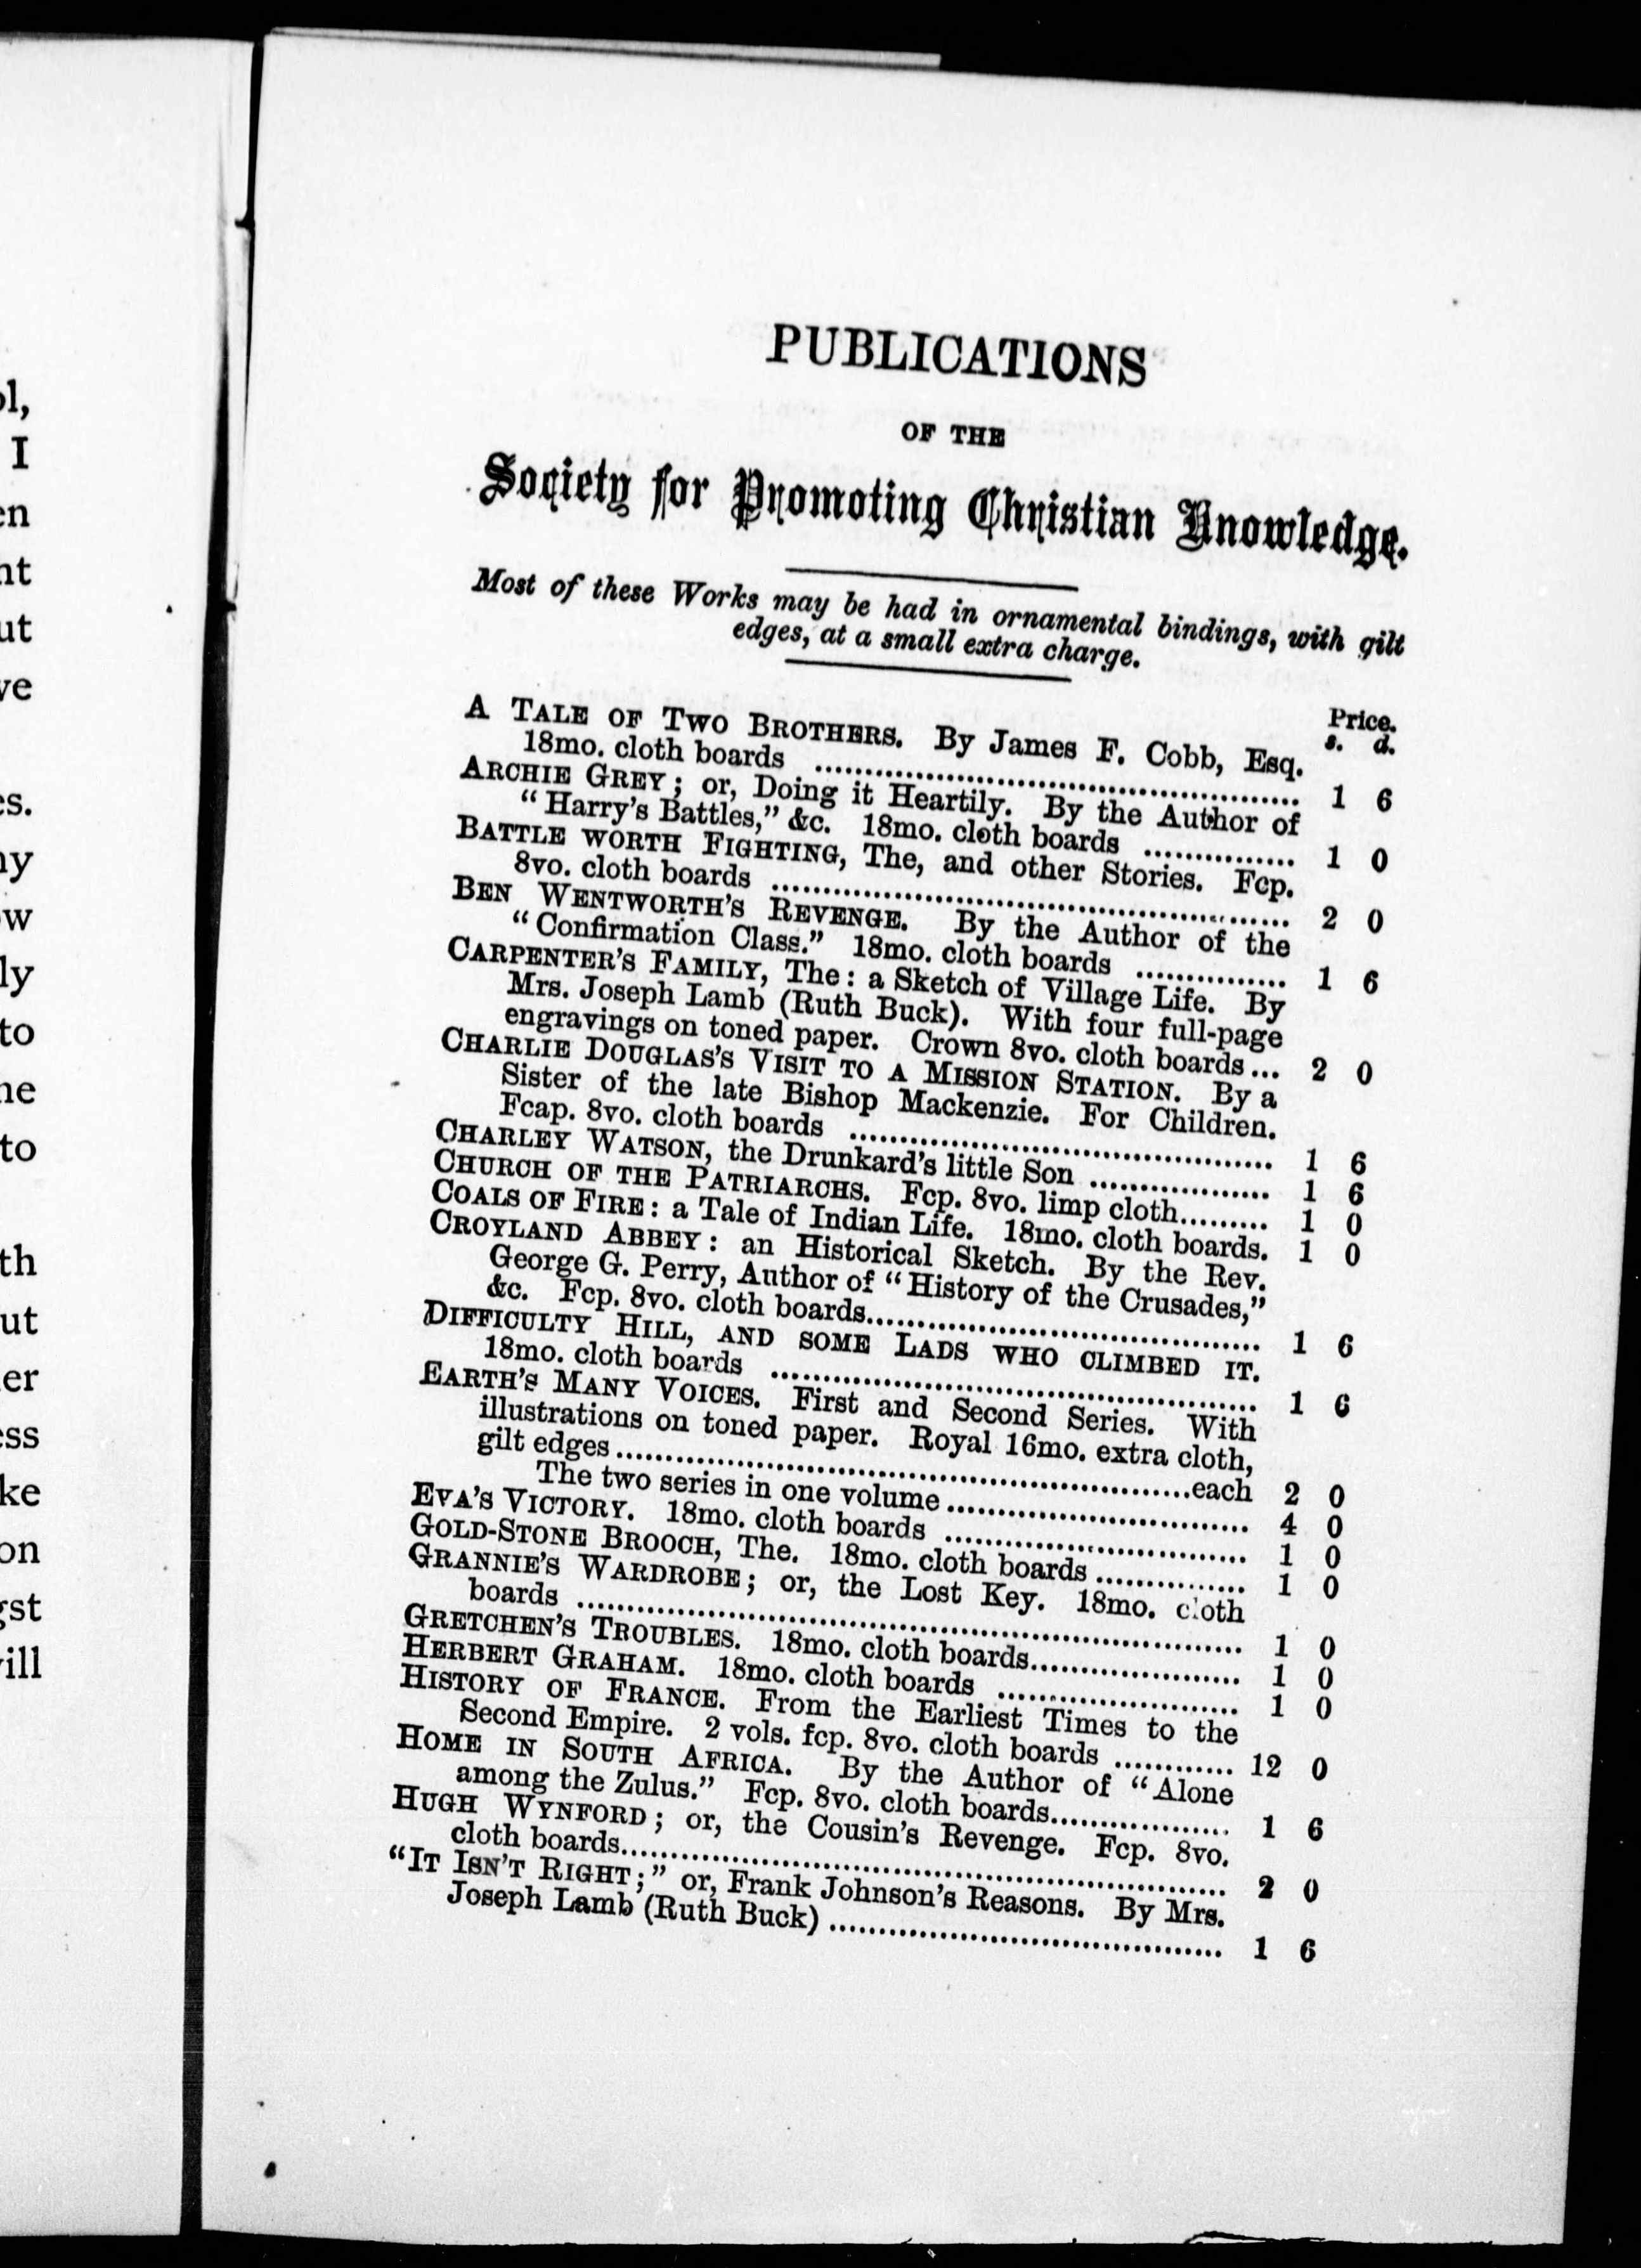 ol,
I
en
nt
ut
ve
es.
ny
ow
ly
to
ne
to
th
ut
er
ess
ke
on
gst
will
PUBLICATIONS
OF THE
Society for Promoting Christian Knowledge.
Most of these Works may be had in ornamental bindings, with gilt
edges, at a small extra charge.
Price.
s. d.
A TALE OF TWO BROTHERS. By James F. Cobb, Esq.
18mo. cloth boards ........................................ 1 6
ARCHIE GREY; or, Doing it Heartily. By the Author of
"Harry's Battles," &c. 18mo. cloth boards ............... 1 0
BATTLE WORTH FIGHTING, The, and other Stories. Fcp.
8vo. cloth boards ........................................ 2 0
BEN WENTWORTH'S REVENGE. By the Author of the
"Confirmation Class." 18mo. cloth boards ............... 1 6
CARPENTER'S FAMILY, The: a Sketch of Village Life. By
Mrs. Joseph Lamb (Ruth Buck). With four full-page
engravings on toned paper. Crown 8vo. cloth boards... 2 0
CHARLIE DOUGLAS'S VISIT TO A MISSION STATION. By a
Sister of the late Bishop Mackenzie. For Children.
Fcap. 8vo. cloth boards ........................................ 1 6
CHARLEY WATSON, the Drunkard's little Son .................. 1 6
CHURCH OF THE PATRIARCHS. Fcp. 8vo. limp cloth......... 1 0
COALS OF FIRE: a Tale of Indian Life. 18mo. cloth boards. 1 0
CROYLAND ABBEY: an Historical Sketch. By the Rev.
George G. Perry, Author of "History of the Crusades,"
&c. Fcp. 8vo. cloth boards....................................... 1 6
DIFFICULTY HILL, AND SOME LADS WHO CLIMBED IT.
18mo. cloth boards ........................................ 1 6
EARTH'S MANY VOICES. First and Second Series. With
illustrations on toned paper. Royal 16mo. extra cloth,
gilt edges........................................................each 2 0
The two series in one volume.............................. 4 0
EVA'S VICTORY. 18mo. cloth boards .............................. 1 0
GOLD-STONE BROOCH, The. 18mo. cloth boards ............... 1 0
GRANNIE'S WARDROBE; or, the Lost Key. 18mo. cloth
boards ........................................................ 1 0
GRETCHEN'S TROUBLES. 18mo. cloth boards..................... 1 0
HERBERT GRAHAM. 18mo. cloth boards ........................ 1 0
HISTORY OF FRANCE. From the Earliest Times to the
Second Empire. 2 vols. fcp. 8vo. cloth boards ............ 12 0
HOME IN SOUTH AFRICA. By the Author of "Alone
among the Zulus." Fcp. 8vo. cloth boards.................. 1 6
HUGH WYNFORD; or, the Cousin's Revenge. Fcp. 8vo.
cloth boards........................................................ 2 0
"IT ISN'T RIGHT;" or, Frank Johnson's Reasons. By Mrs.
Joseph Lamb (Ruth Buck) ....................................... 1 6